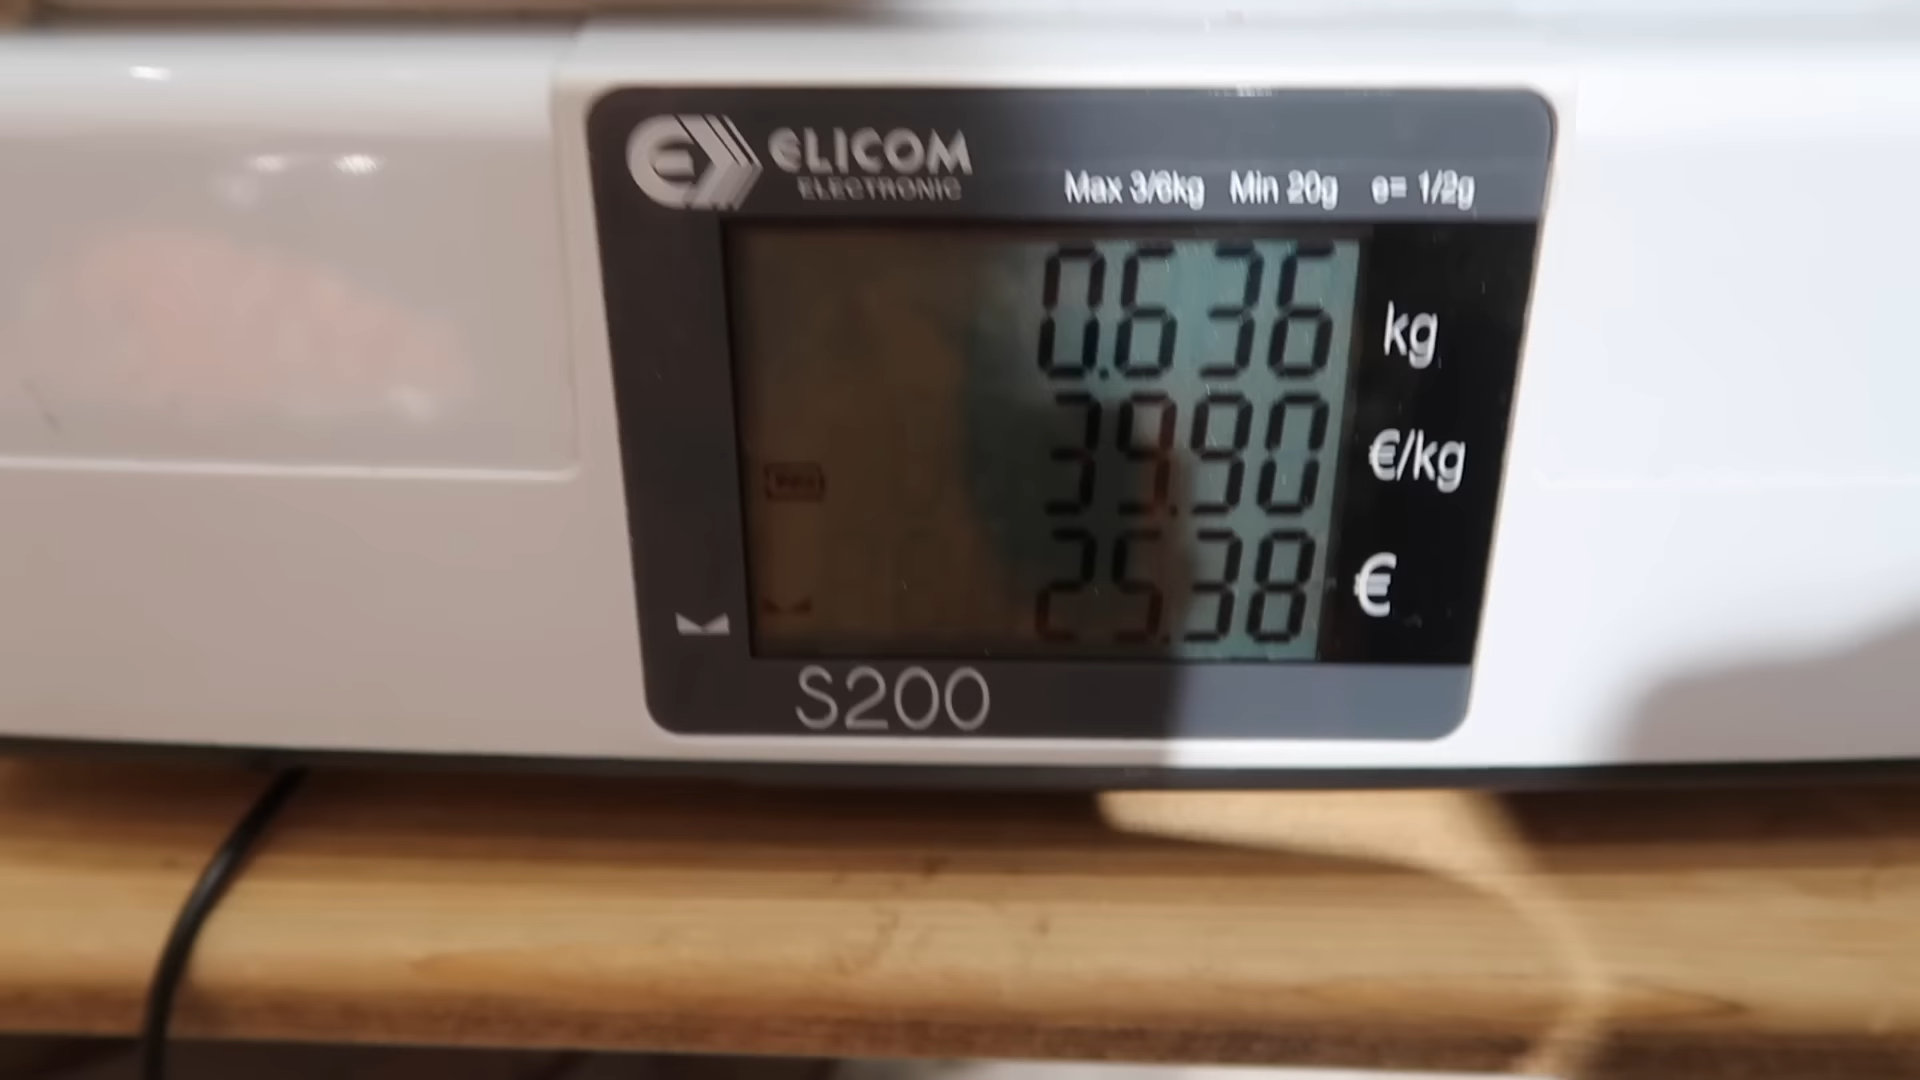 ELICOM
ELECTRONIC
Max 3/6kg Min 20g e= 1/2g
0.636 kg
39.90 €/kg
25.38 €
S200